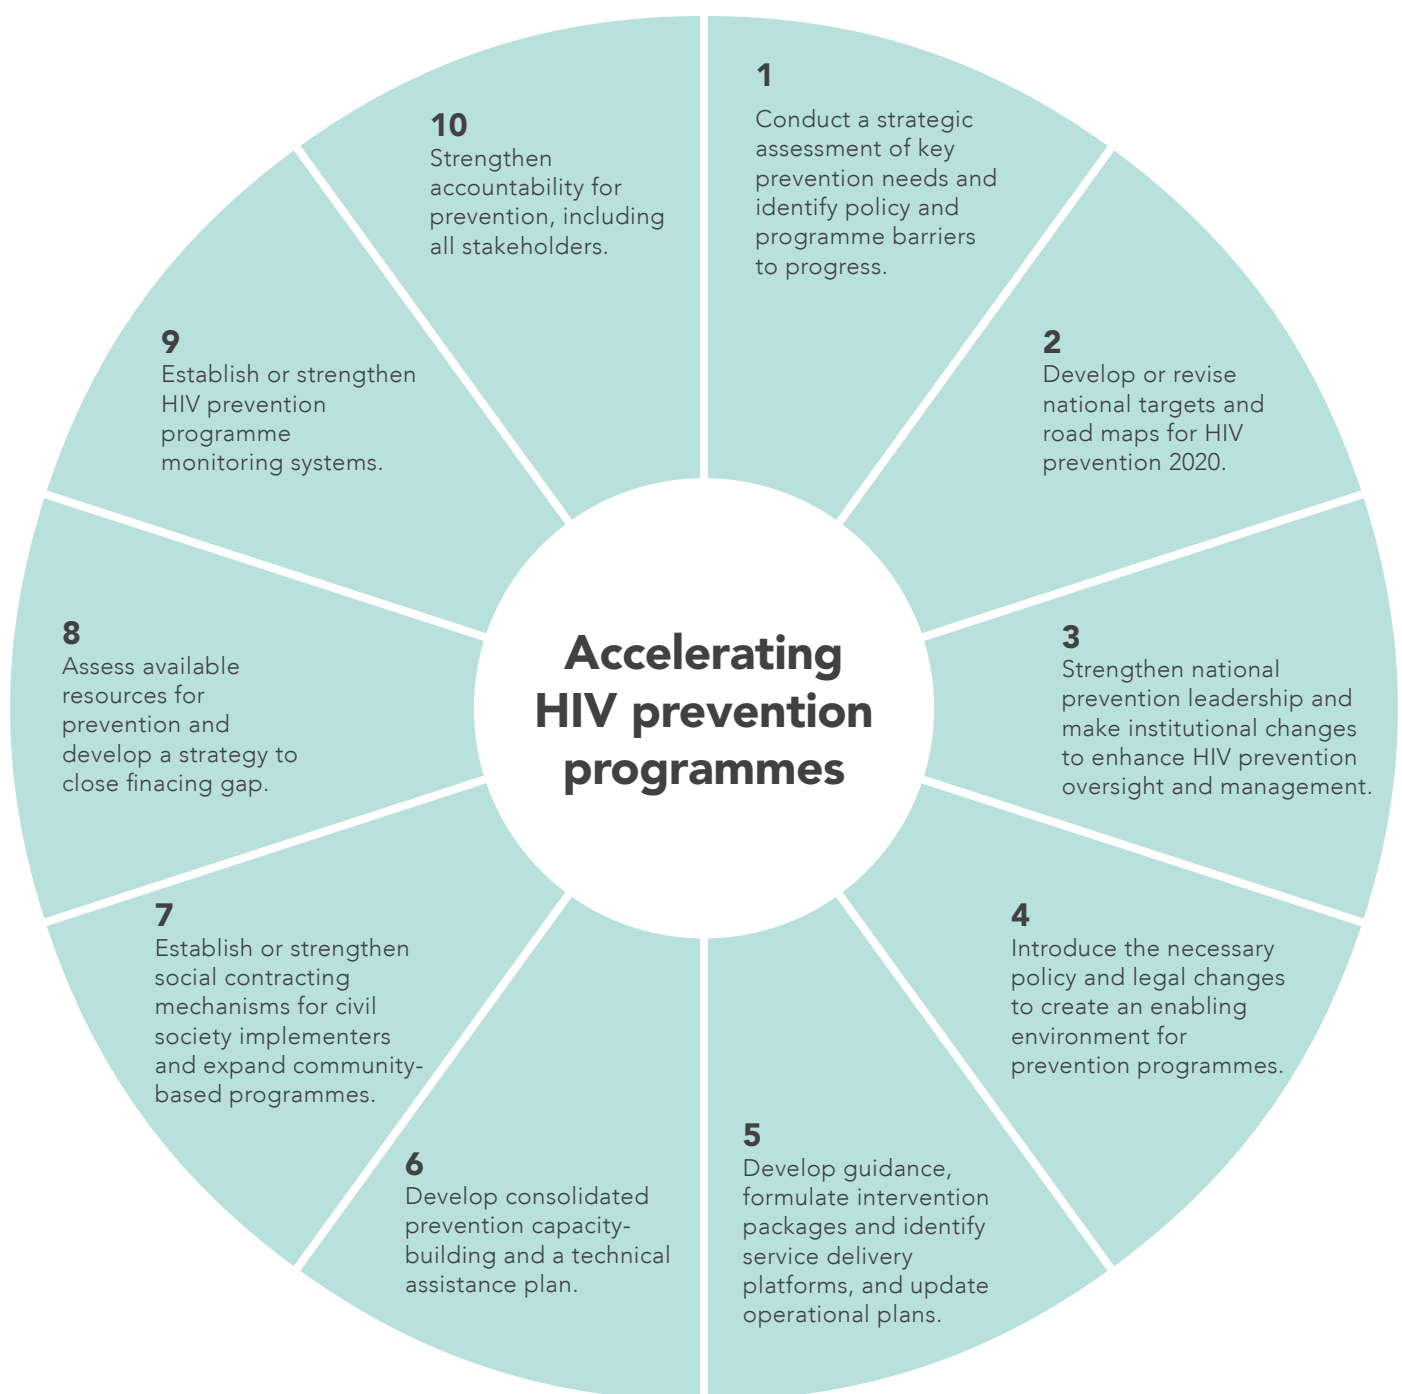 Accelerating
HIV prevention
programmes
1
Conduct a strategic
assessment of key
prevention needs and
identify policy and
programme barriers
to progress.
2
Develop or revise
national targets and
road maps for HIV
prevention 2020.
3
Strengthen national
prevention leadership and
make institutional changes
to enhance HIV prevention
oversight and management.
4
Introduce the necessary
policy and legal changes
to create an enabling
environment for
prevention programmes.
5
Develop guidance,
formulate intervention
packages and identify
service delivery
platforms, and update
operational plans.
6
Develop consolidated
prevention capacity-
building and a technical
assistance plan.
7
Establish or strengthen
social contracting
mechanisms for civil
society implementers
and expand community-
based programmes.
8
Assess available
resources for
prevention and
develop a strategy to
close finacing gap.
9
Establish or strengthen
HIV prevention
programme
monitoring systems.
10
Strengthen
accountability for
prevention, including
all stakeholders.